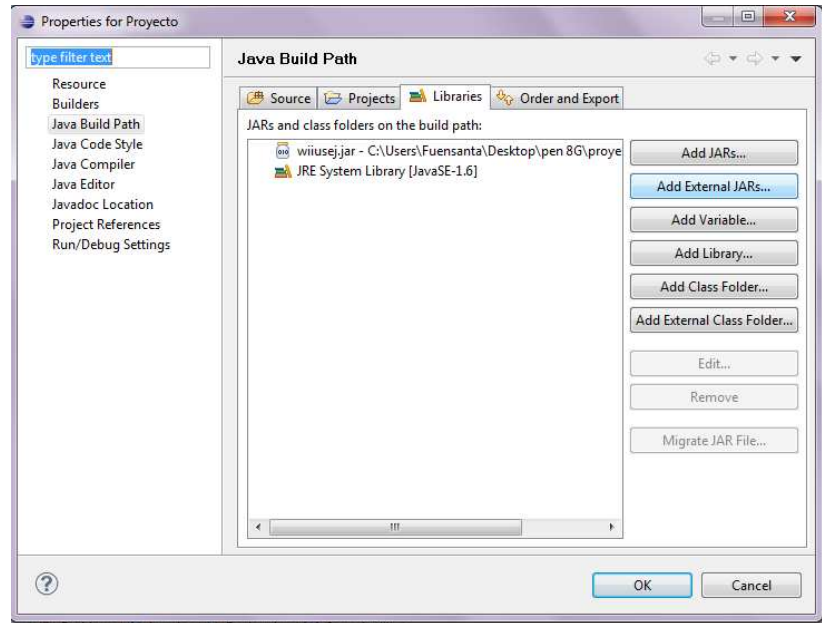 Properties for Proyecto
type filter text
Resource
Builders
Java Build Path
Java Code Style
Java Compiler
Java Editor
Javadoc Location
Project References
Run/Debug Settings
Java Build Path
Source
Projects
Libraries
Order and Export
JARs and class folders on the build path:
wiiusej.jar - C:\Users\Fuensanta\Desktop\pen 8G\proye
JRE System Library [JavaSE-1.6]
Add JARs...
Add External JARs...
Add Variable...
Add Library...
Add Class Folder...
Add External Class Folder...
Edit...
Remove
Migrate JAR File...
OK
Cancel